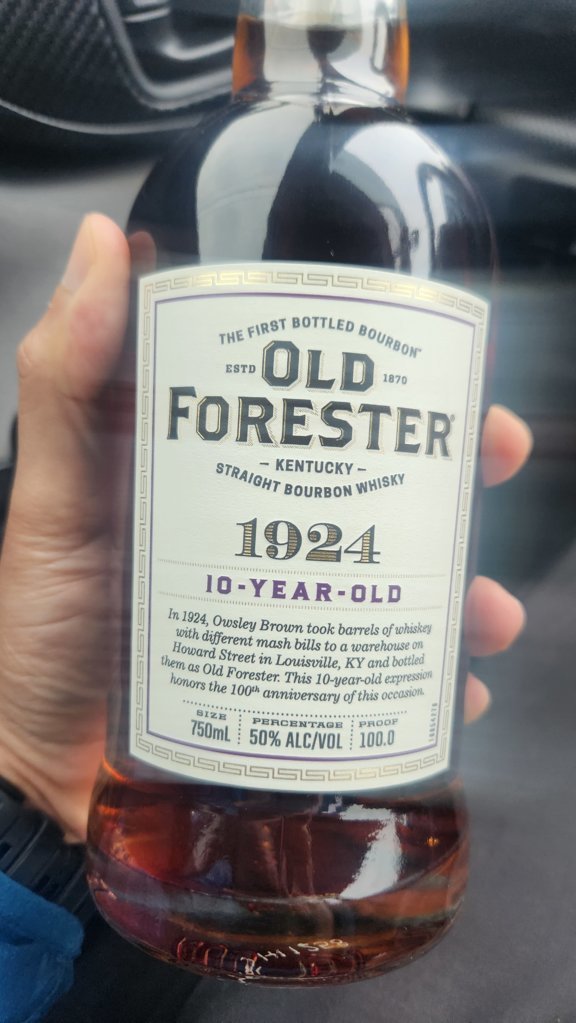 THE FIRST BOTTLED BOURBON™
ESTD OLD 1870
FORESTER®
– KENTUCKY –
STRAIGHT BOURBON WHISKY
1924
10-YEAR-OLD
In 1924, Owsley Brown took barrels of whiskey
with different mash bills to a warehouse on
Howard Street in Louisville, KY and bottled
them as Old Forester. This 10-year-old expression
honors the 100th anniversary of this occasion.
SIZE PERCENTAGE PROOF
750mL 50% ALC/VOL 100.0